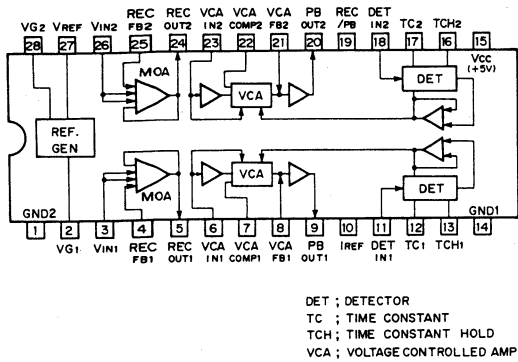 VG2 VREF VIN2 REC FB2 REC OUT2 VCA IN2 VCA COMP2 VCA FB2 PB OUT2 REC /PB DET IN2 TC2 TCH2
28 27 26 25 24 23 22 21 20 19 18 17 16 15
VCC (+5V)
MOA
VCA
DET
REF. GEN
MOA
VCA
DET
GND2
GND1
1 2 3 4 5 6 7 8 9 10 11 12 13 14
VG1 VIN1 REC FB1 REC OUT1 VCA IN1 VCA COMP1 VCA FB1 PB OUT1 IREF DET IN1 TC1 TCH1
DET ; DETECTOR
TC ; TIME CONSTANT
TCH ; TIME CONSTANT HOLD
VCA ; VOLTAGE CONTROLLED AMP